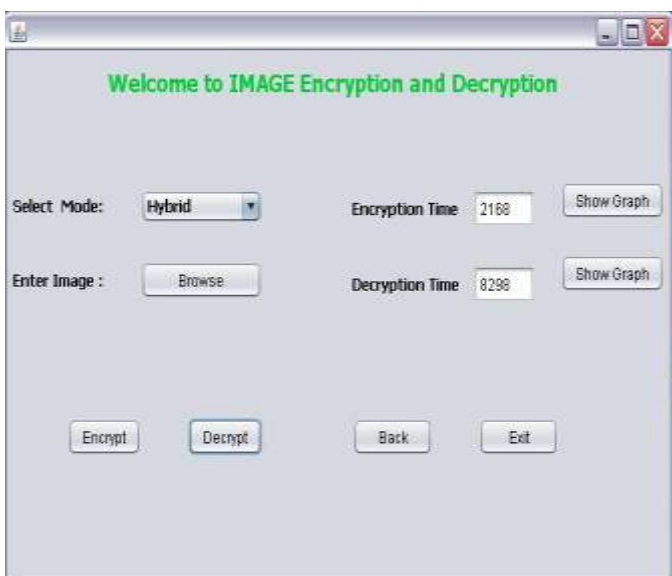 Welcome to IMAGE Encryption and Decryption
Select Mode: Hybrid Encryption Time 2168 Show Graph
Enter Image : Browse Decryption Time 8298 Show Graph
Encrypt Decrypt Back Exit